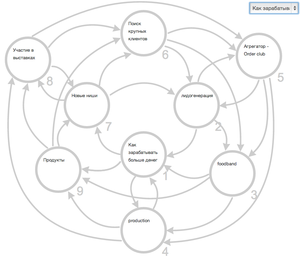 Как зарабатыв
Поиск
крупных
клиентов
6
Участие в
выставках
8
Агрегатор -
Order club
5
Новые ниши
7
лидогенерация
2
Как
зарабатывать
больше денег
1
Продукты
9
foodband
3
production
4